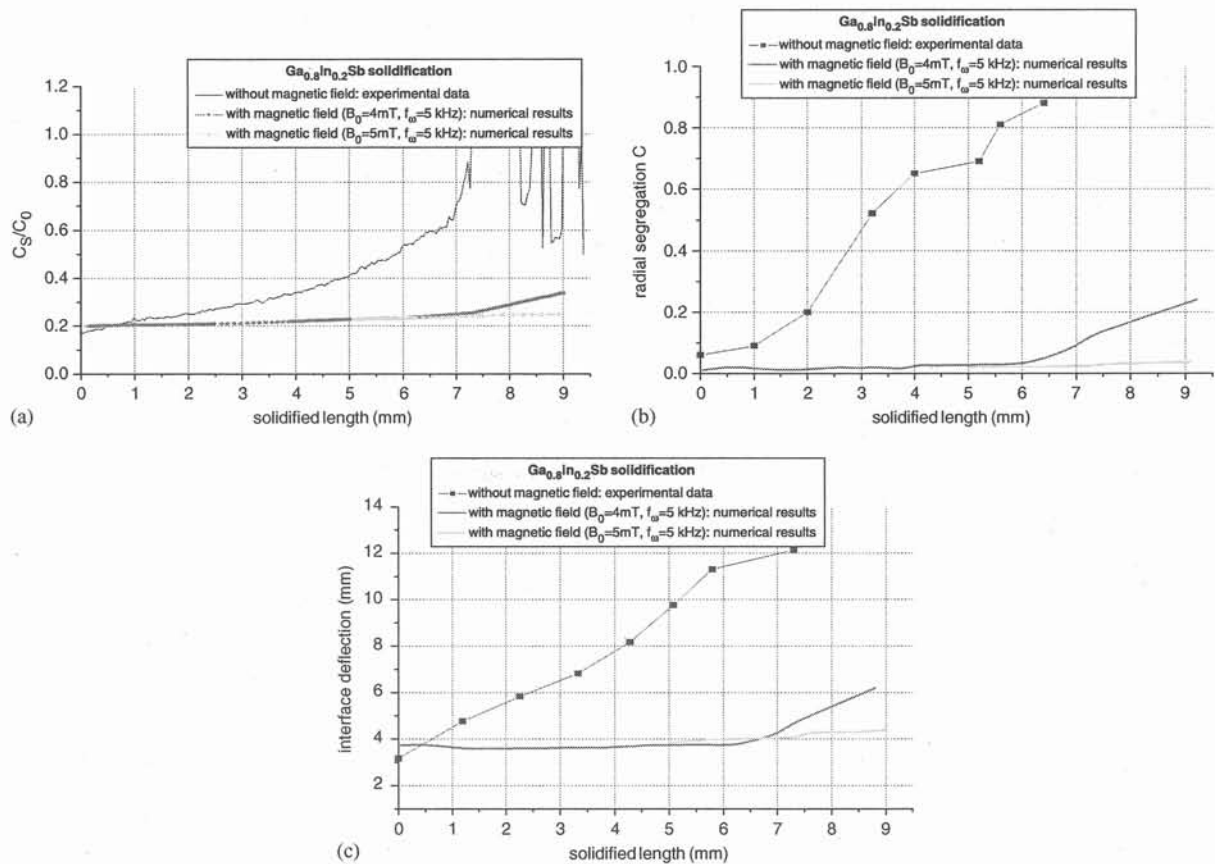 Ga0.8In0.2Sb solidification
without magnetic field: experimental data
with magnetic field (B0=4mT, fω=5 kHz): numerical results
with magnetic field (B0=5mT, fω=5 kHz): numerical results
1.2
1.0
0.8
0.6
0.4
0.2
0.0
CS/C0
0 1 2 3 4 5 6 7 8 9
solidified length (mm)
(a)
Ga0.8In0.2Sb solidification
without magnetic field: experimental data
with magnetic field (B0=4mT, fω=5 kHz): numerical results
with magnetic field (B0=5mT, fω=5 kHz): numerical results
1.0
0.8
0.6
0.4
0.2
0.0
radial segregation C
0 1 2 3 4 5 6 7 8 9
solidified length (mm)
(b)
Ga0.8In0.2Sb solidification
without magnetic field: experimental data
with magnetic field (B0=4mT, fω=5 kHz): numerical results
with magnetic field (B0=5mT, fω=5 kHz): numerical results
14
12
10
8
6
4
2
interface deflection (mm)
0 1 2 3 4 5 6 7 8 9
solidified length (mm)
(c)